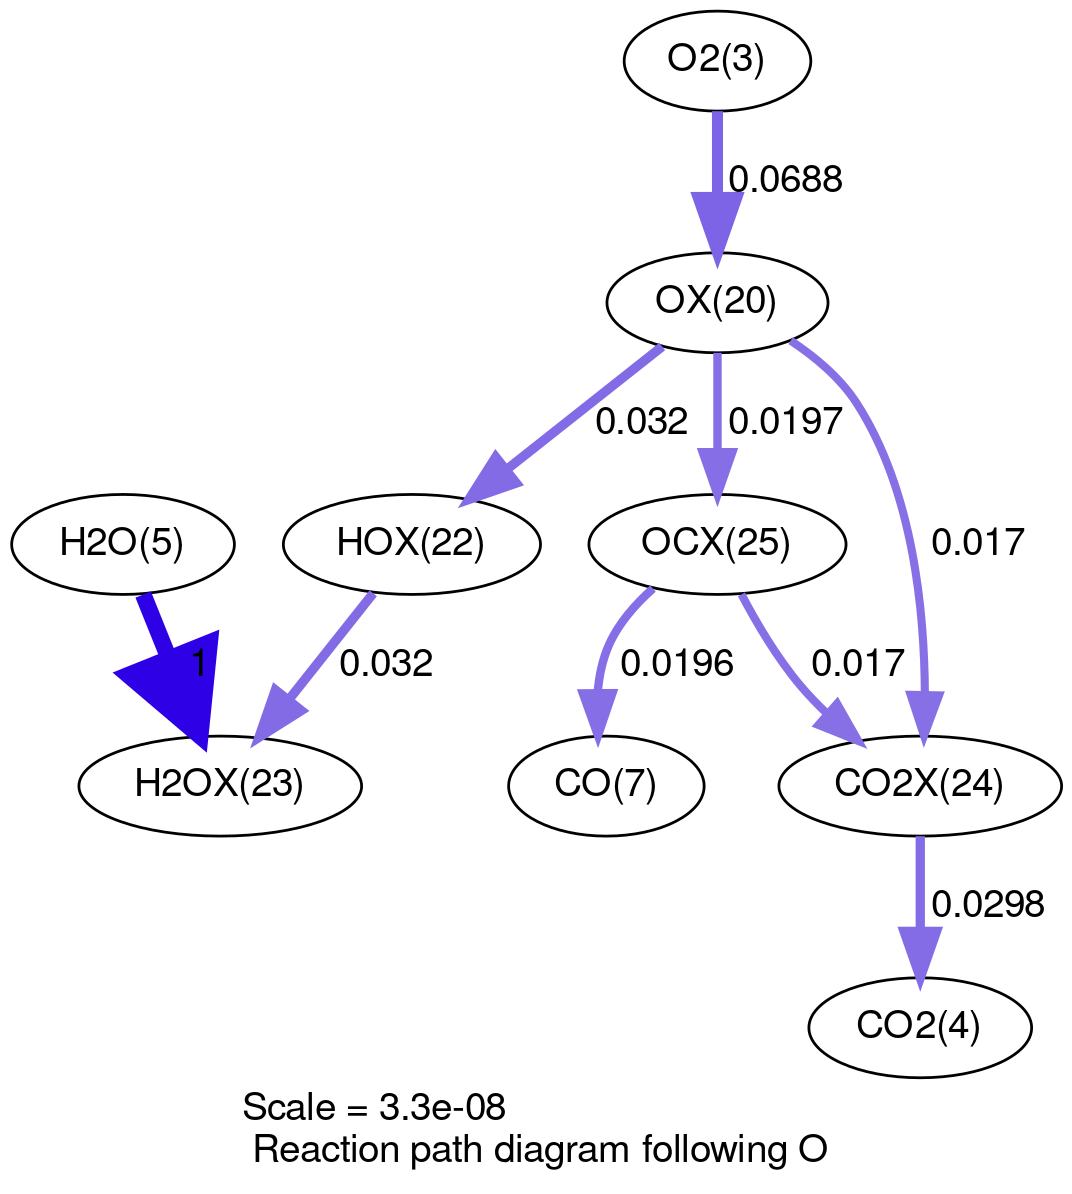 O2(3)
0.0688
OX(20)
0.032
0.0197
0.017
H2O(5)
HOX(22)
OCX(25)
1
0.032
0.0196
0.017
H2OX(23)
CO(7)
CO2X(24)
0.0298
CO2(4)
Scale = 3.3e-08
Reaction path diagram following O